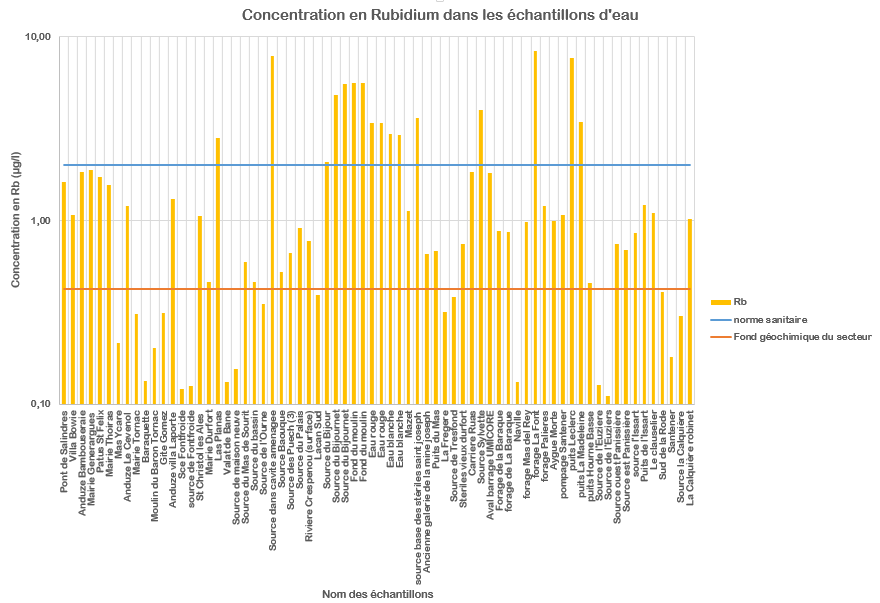 Concentration en Rubidium dans les échantillons d'eau
Concentration en Rb (µg/l)
10,00
1,00
0,10
Pont de Salindres
Villa Bovie
Anduze Bambouseraie
Mairie Generargues
Patus St Felix
Mairie Thoiras
Mas Ycare
Anduze Le Cevenol
Mairie Tornac
Baraquette
Moulin du Baron Tornac
Gite Gomez
Anduze ville Laporte
Sce Fontfroide
source de Fontfroide
St Christol les Ales
Mairie Durfort
Las Planas
Valat de Bane
Source de maison neuve
Source du Mas de Sourit
Source du bassin
Source de l'Ourne
Source dans cavite amenagee
Source Baouque
Source des Puech (3)
Source du Palais
Riviere Crespenou (surface)
Lacan Sud
Source du Bijour
Source du Bijournet
Source du Bijournet
Fond du moulin
Fond du moulin
Eau rouge
Eau rouge
Eau blanche
Eau blanche
Mazet
source base des stériles saint joseph
Ancienne galerie de la mine joseph
Puits du Mas
La Fregere
Source de Tresfond
Steriles vieux durfort
Carriere Ruas
Source Sylvette
Aval barrage UMICORE
Forage de la Baraque
forage de La Baraque
Naville
forage Mas del Rey
forage La Font
forage Palieres
Aygue Morte
pompage Santener
puits Leclerc
puits La Madeleine
puits Hourne Basse
Source de l'Euziere
Source de l'Euziers
Source ouest Panissière
Source est Panissière
source l'Issart
Puits de l'Issart
Le clauselier
Sud de la Rode
Santener
Source la Calquière
La Calquière robinet
Nom des échantillons
Rb
norme sanitaire
Fond géochimique du secteur